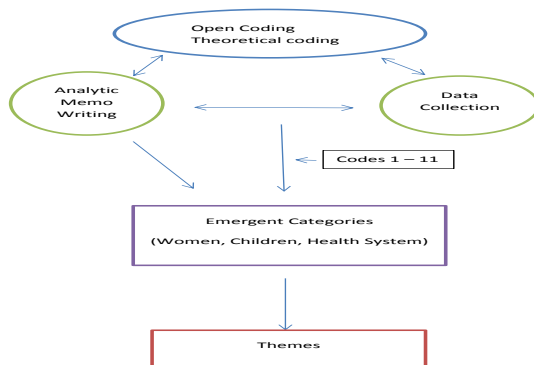 Open Coding
Theoretical coding
Analytic
Memo
Writing
Data
Collection
Codes 1 – 11
Emergent Categories
(Women, Children, Health System)
Themes